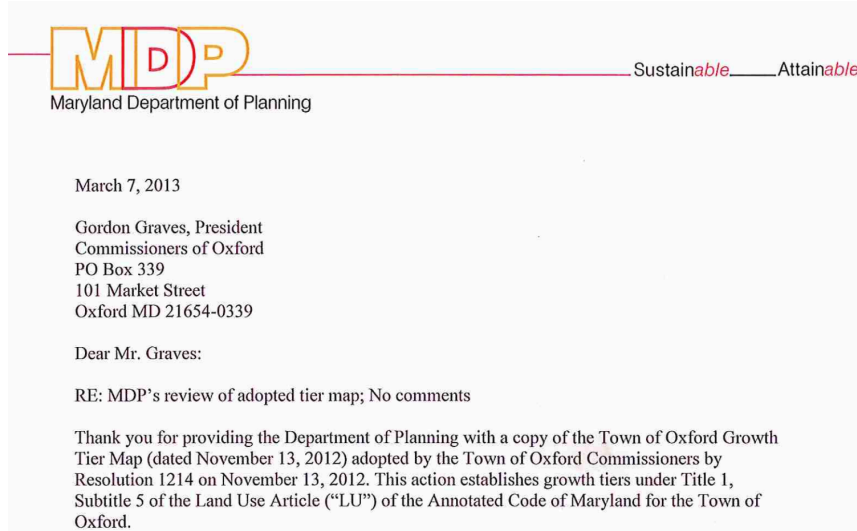 MDP
Sustainable____Attainable
Maryland Department of Planning
March 7, 2013
Gordon Graves, President
Commissioners of Oxford
PO Box 339
101 Market Street
Oxford MD 21654-0339
Dear Mr. Graves:
RE: MDP's review of adopted tier map; No comments
Thank you for providing the Department of Planning with a copy of the Town of Oxford Growth
Tier Map (dated November 13, 2012) adopted by the Town of Oxford Commissioners by
Resolution 1214 on November 13, 2012. This action establishes growth tiers under Title 1,
Subtitle 5 of the Land Use Article (“LU”) of the Annotated Code of Maryland for the Town of
Oxford.